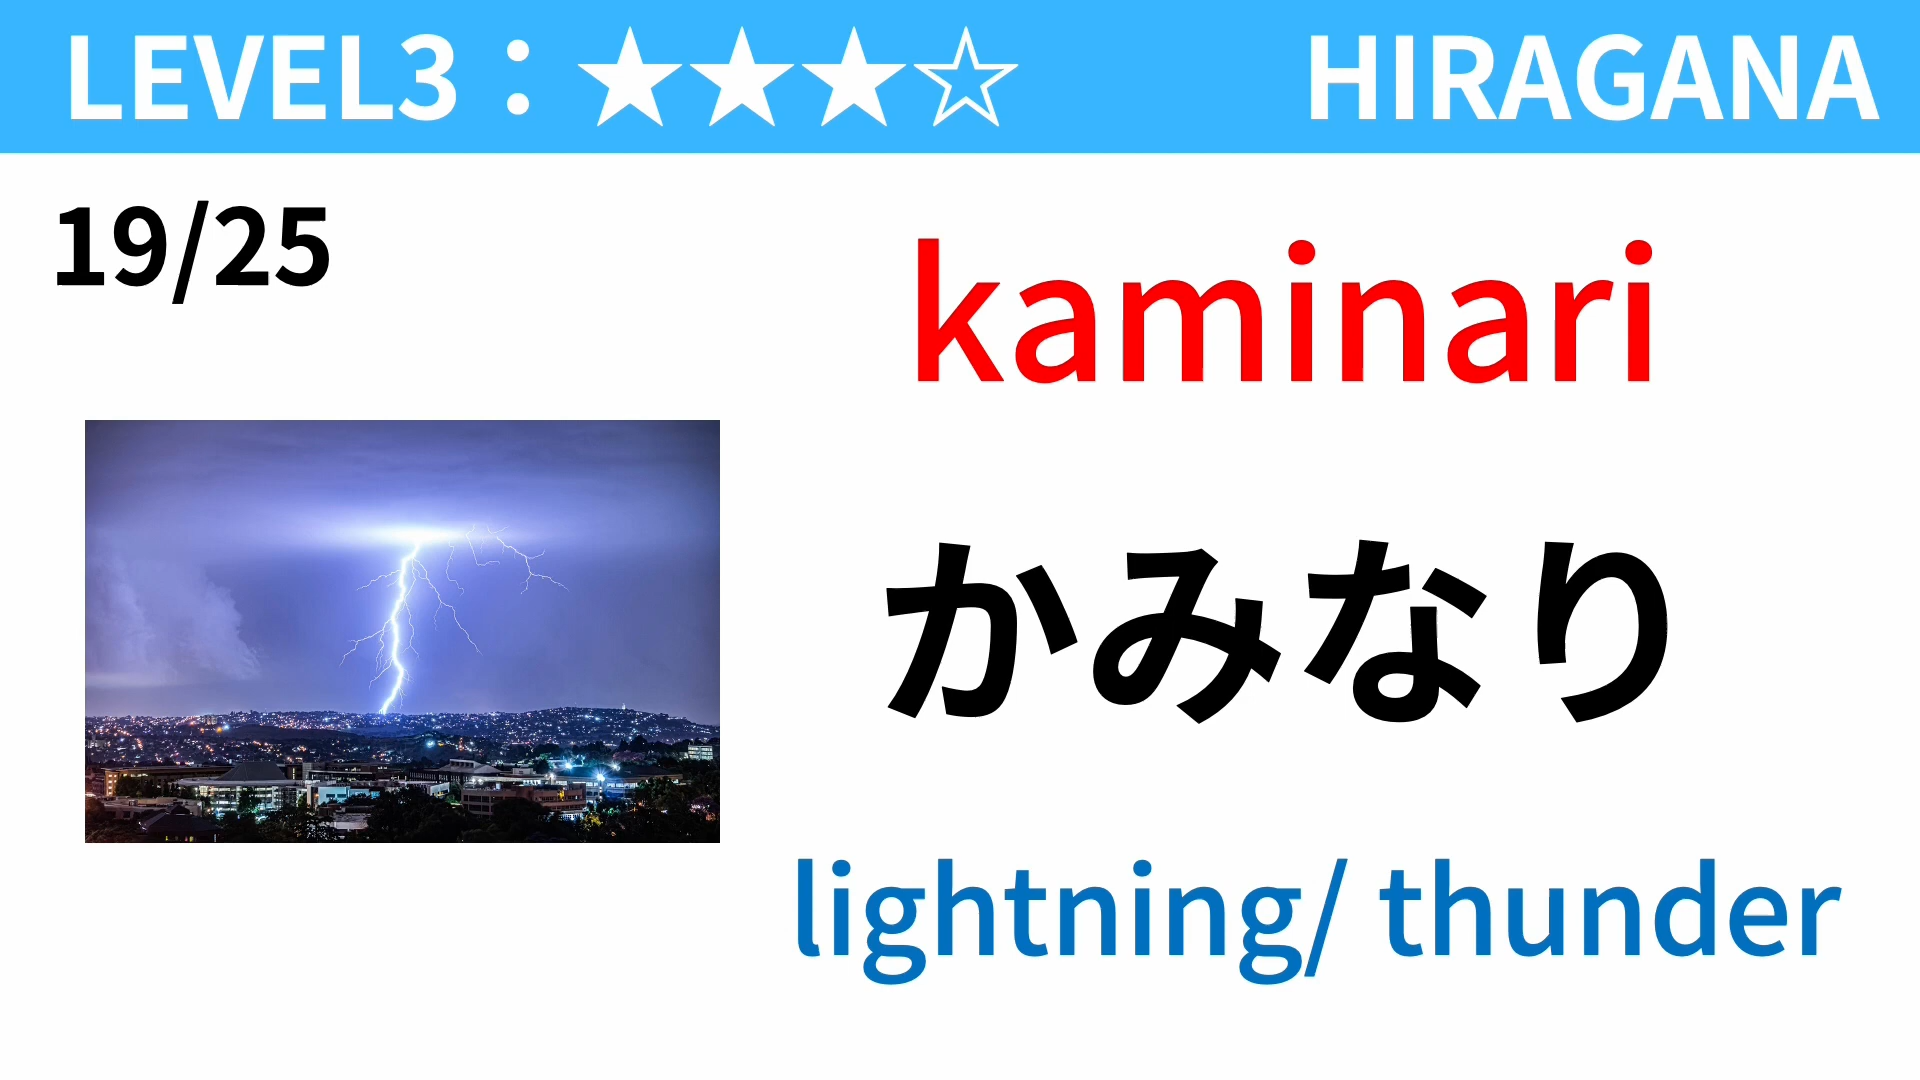 LEVEL3：★★★☆ HIRAGANA
19/25
kaminari
かみなり
lightning/ thunder